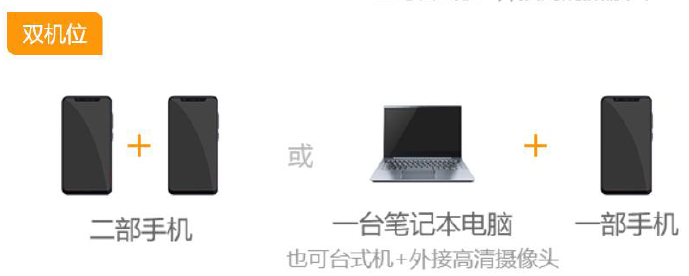 双机位
+
或
+
二部手机
一台笔记本电脑
一部手机
也可台式机+外接高清摄像头